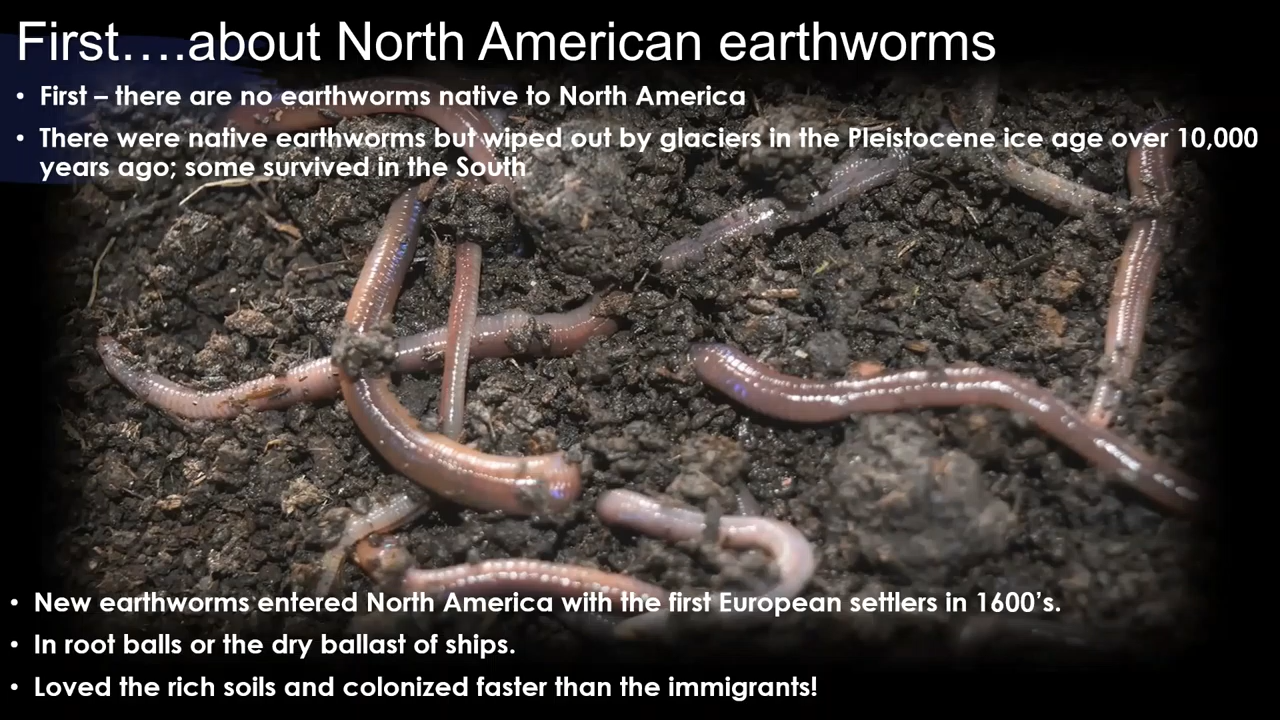 First….about North American earthworms
• First – there are no earthworms native to North America
• There were native earthworms but wiped out by glaciers in the Pleistocene ice age over 10,000
years ago; some survived in the South
• New earthworms entered North America with the first European settlers in 1600’s.
• In root balls or the dry ballast of ships.
• Loved the rich soils and colonized faster than the immigrants!